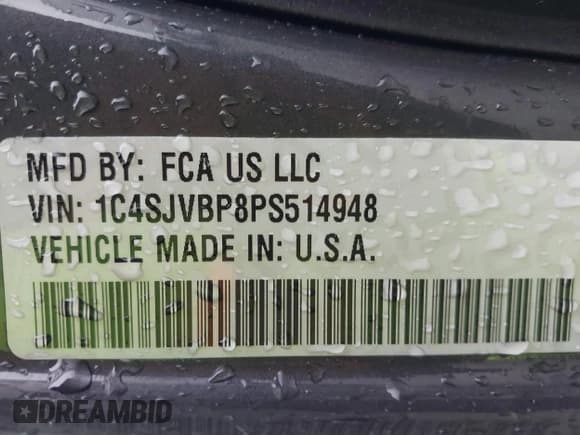 MFD BY: FCA US LLC
VIN: 1C4SJVBP8PS514948
VEHICLE MADE IN: U.S.A.
DREAMBID